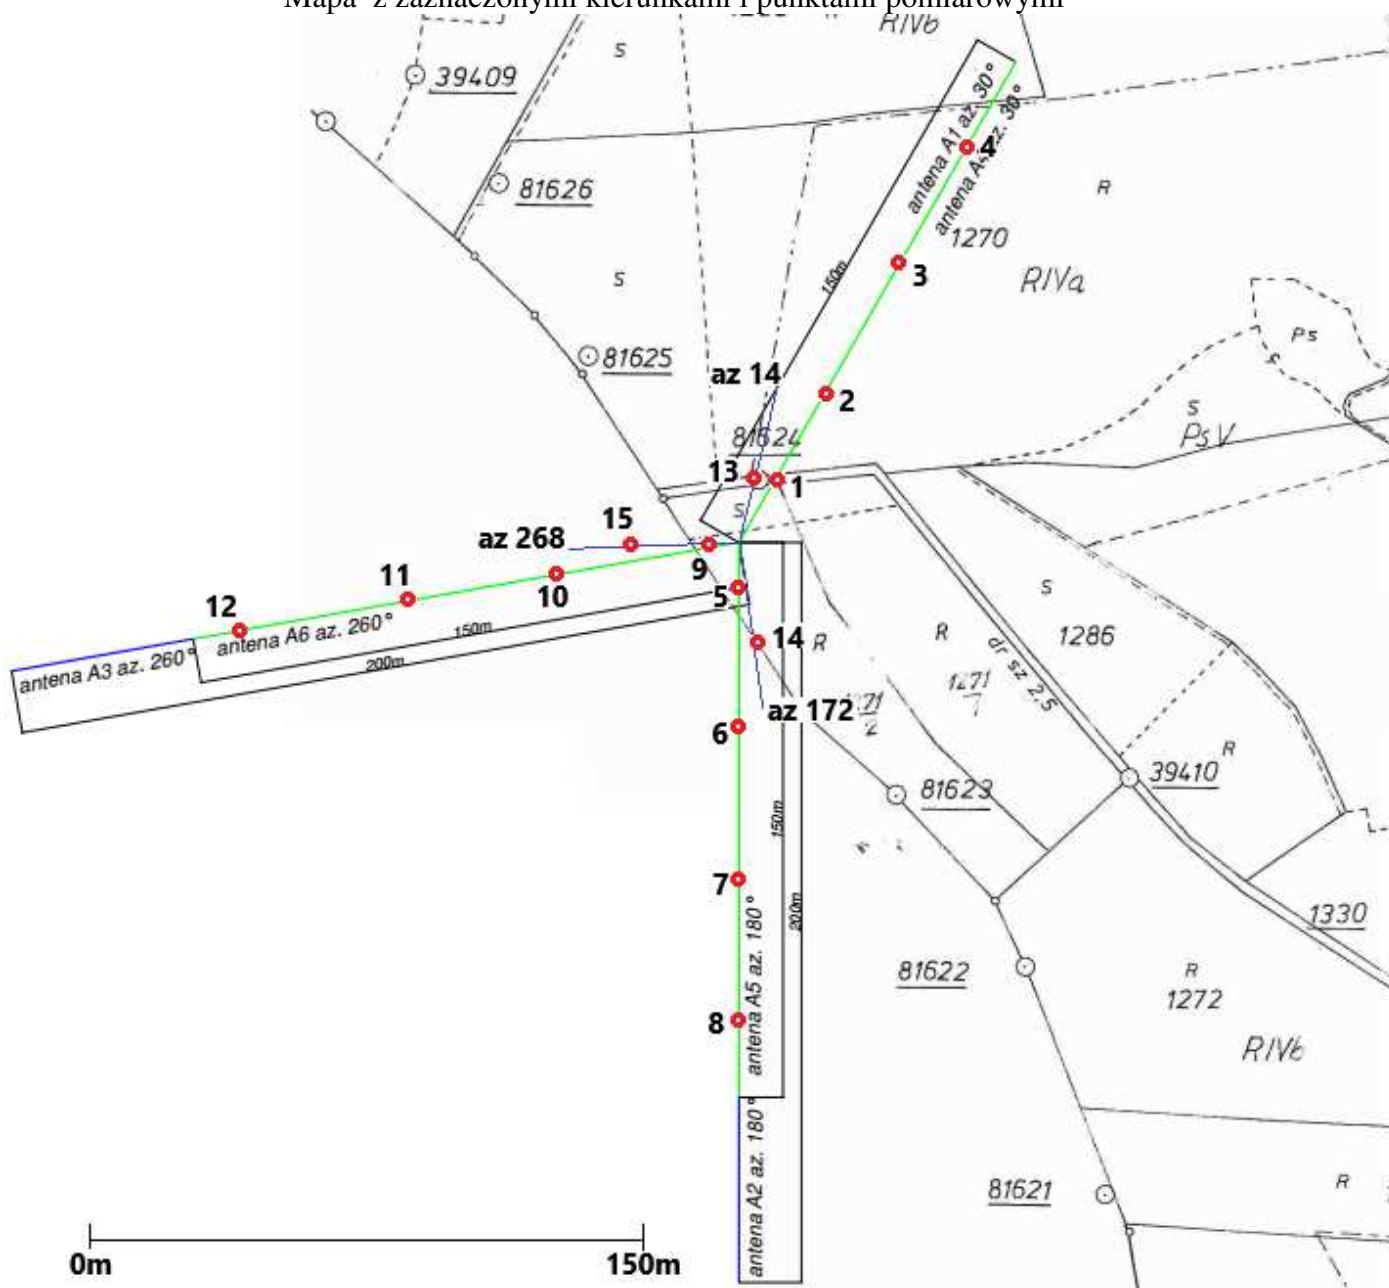 Mapa z zaznaczonymi kierunkami i punktami pomiarowymi
RIVb
S
39409
antena A1 az. 30°
antena A4 az. 30°
4
81626
R
1270
3
S
RIVa
150m
Ps
81625
az 14
2
S
PsV
81624
13
1
S
15
az 268
9
11
10
5
S
12
1286
antena A6 az. 260°
150m
14
R
R
antena A3 az. 260°
200m
dr sz 2,5
1271
az 172
6
2
R
39410
81623
150m
7
200m
1330
antena A5 az. 180°
81622
R
1272
8
RIVb
antena A2 az. 180°
81621
R
0m
150m